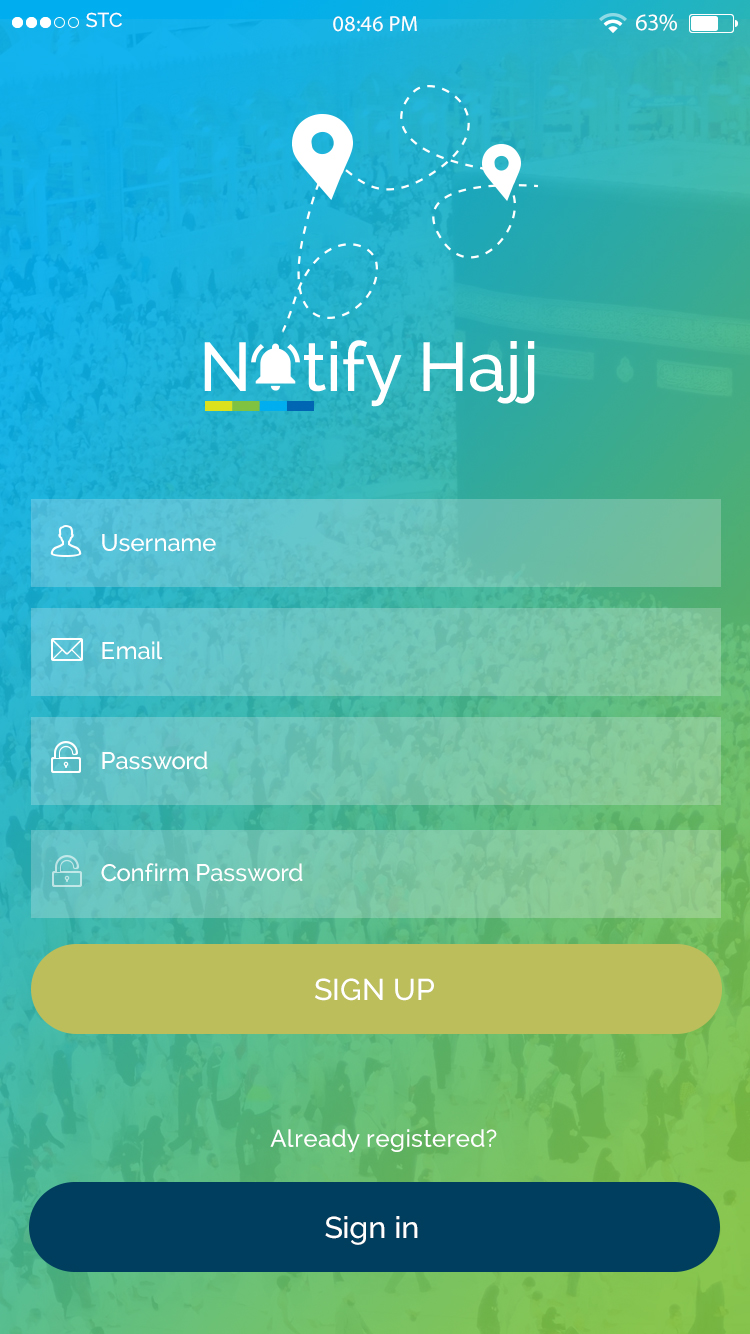 STC 08:46 PM 63%
Notify Hajj
Username
Email
Password
Confirm Password
SIGN UP
Already registered?
Sign in